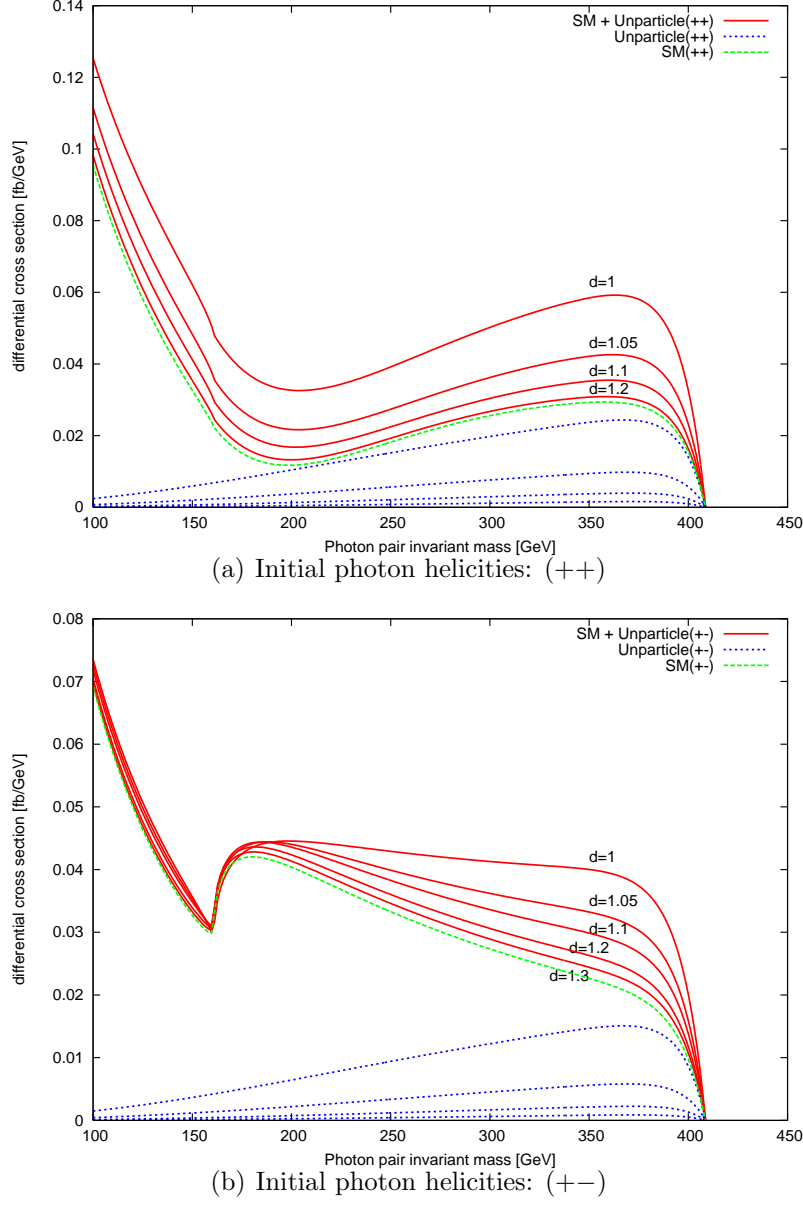 0.14
0.12
0.1
0.08
0.06
0.04
0.02
0
differential cross section [fb/GeV]
SM + Unparticle(++)
Unparticle(++)
SM(++)
d=1
d=1.05
d=1.1
d=1.2
100 150 200 250 300 350 400 450
Photon pair invariant mass [GeV]
(a) Initial photon helicities: (++)
0.08
0.07
0.06
0.05
0.04
0.03
0.02
0.01
0
differential cross section [fb/GeV]
SM + Unparticle(+-)
Unparticle(+-)
SM(+-)
d=1
d=1.05
d=1.1
d=1.2
d=1.3
100 150 200 250 300 350 400 450
Photon pair invariant mass [GeV]
(b) Initial photon helicities: (+−)